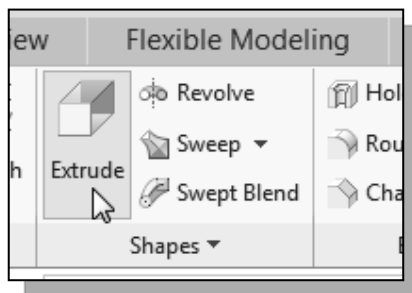 iew Flexible Modeling
Revolve Hol
Sweep Rou
h Extrude
Swept Blend Cha
Shapes